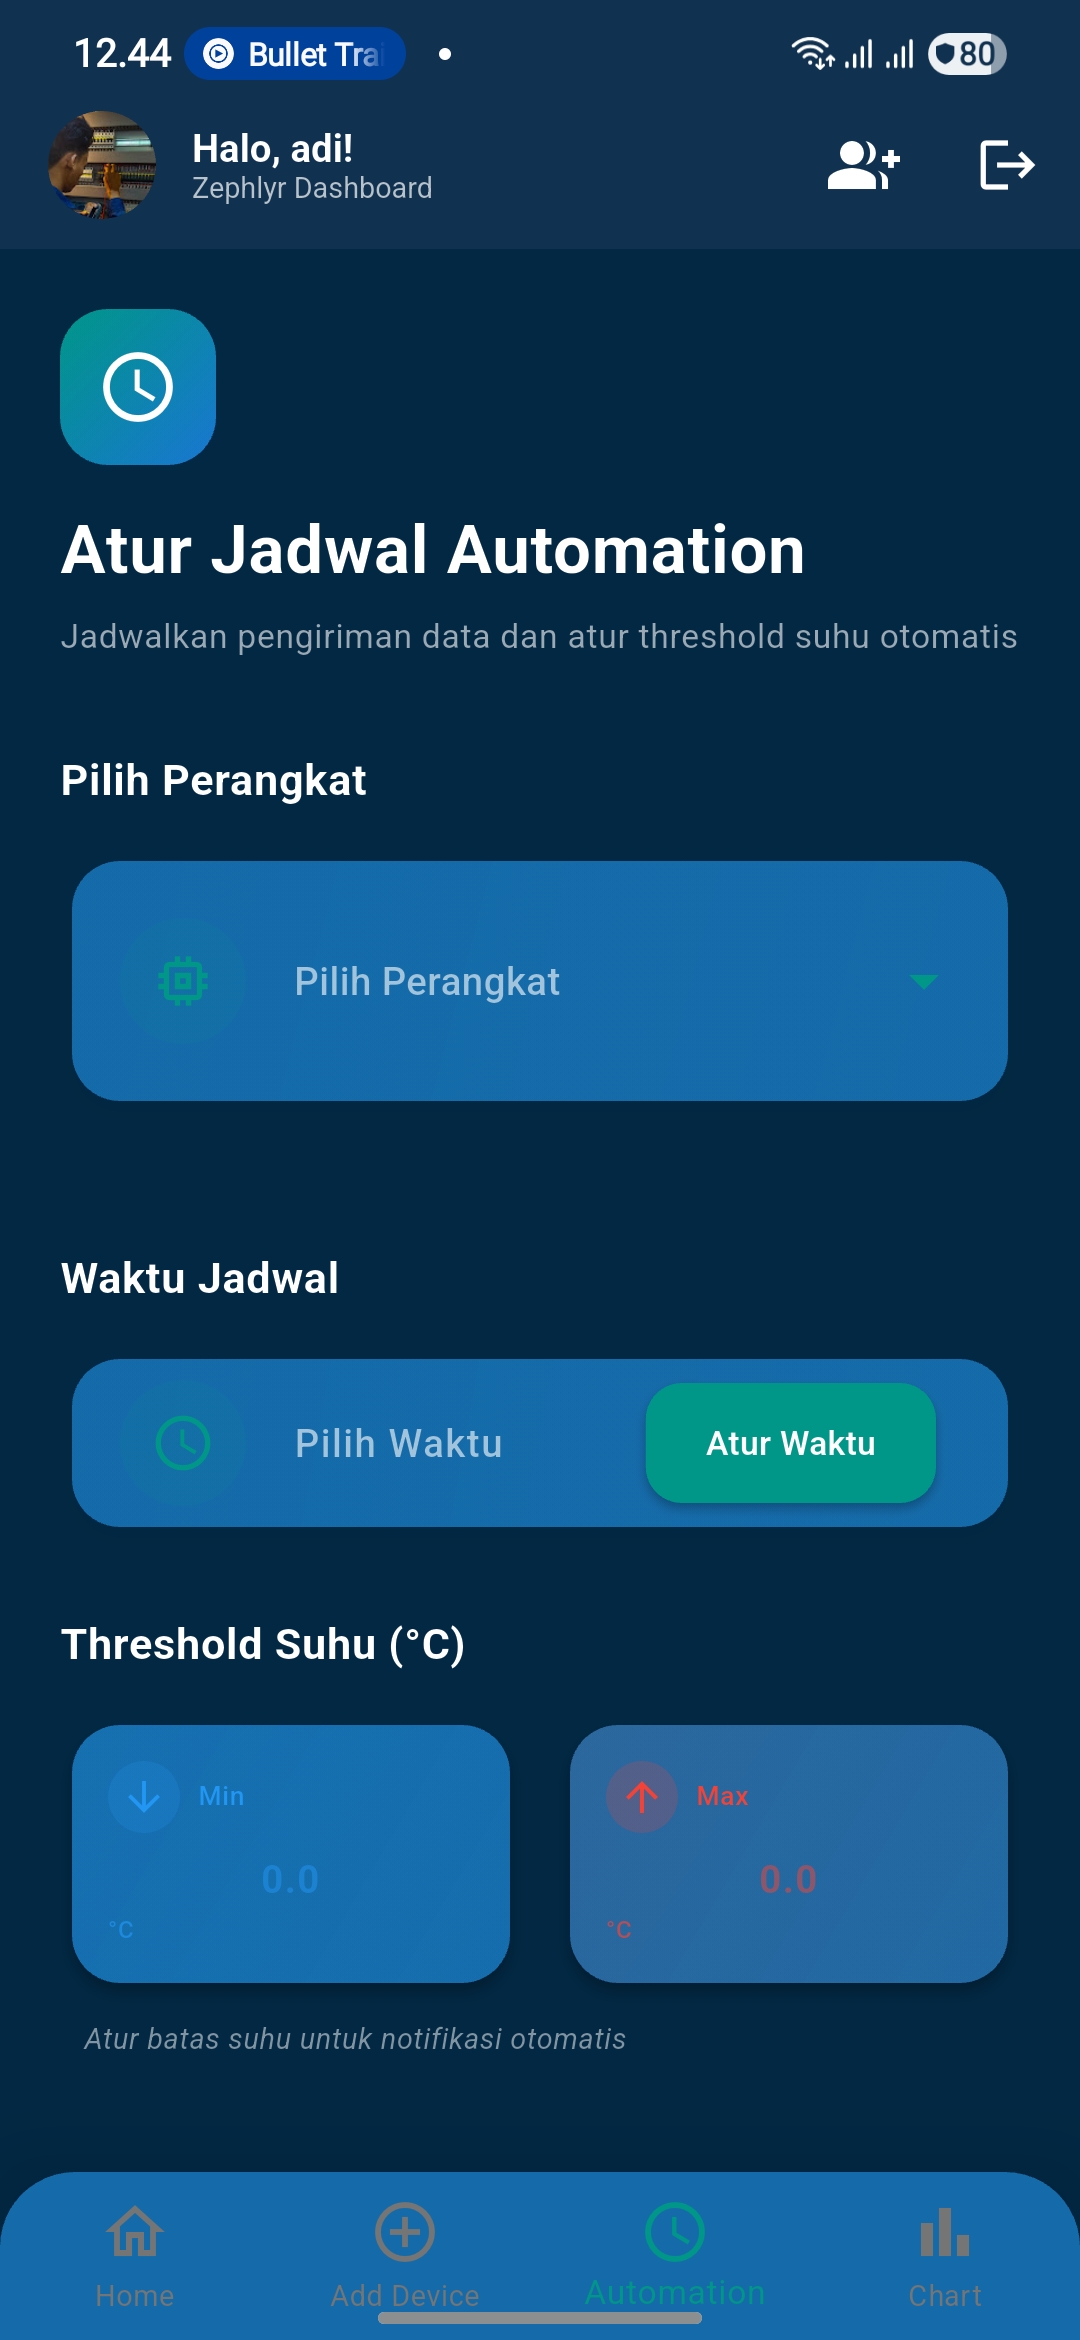 12.44
Bullet Trai
80
Halo, adi!
Zephlyr Dashboard
Atur Jadwal Automation
Jadwalkan pengiriman data dan atur threshold suhu otomatis
Pilih Perangkat
Pilih Perangkat
Waktu Jadwal
Pilih Waktu
Atur Waktu
Threshold Suhu (°C)
Min
Max
0.0
0.0
°C
°C
Atur batas suhu untuk notifikasi otomatis
Home
Add Device
Automation
Chart